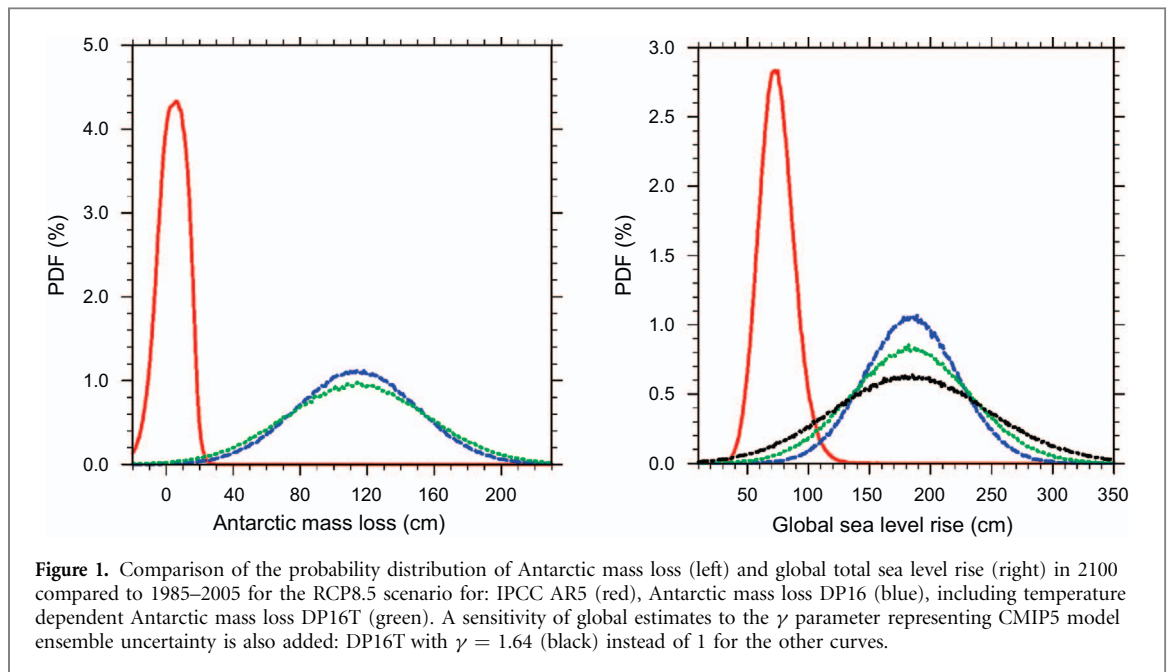 5.0
4.0
3.0
2.0
1.0
0.0
PDF (%)
0 40 80 120 160 200
Antarctic mass loss (cm)
3.0
2.5
2.0
1.5
1.0
0.5
0.0
PDF (%)
50 100 150 200 250 300 350
Global sea level rise (cm)
Figure 1. Comparison of the probability distribution of Antarctic mass loss (left) and global total sea level rise (right) in 2100
compared to 1985–2005 for the RCP8.5 scenario for: IPCC AR5 (red), Antarctic mass loss DP16 (blue), including temperature
dependent Antarctic mass loss DP16T (green). A sensitivity of global estimates to the γ parameter representing CMIP5 model
ensemble uncertainty is also added: DP16T with γ = 1.64 (black) instead of 1 for the other curves.